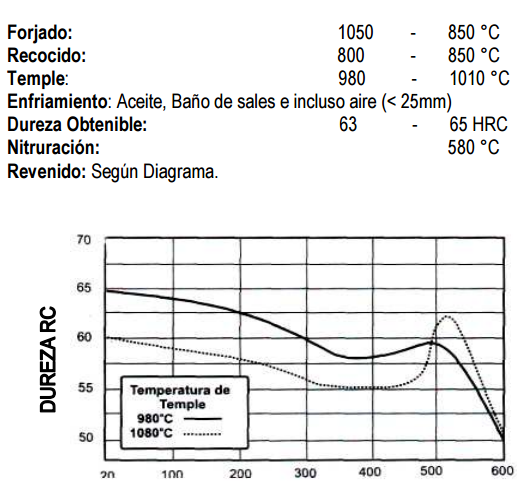 Forjado: 1050 - 850 °C
Recocido: 800 - 850 °C
Temple: 980 - 1010 °C
Enfriamiento: Aceite, Baño de sales e incluso aire (< 25mm)
Dureza Obtenible: 63 - 65 HRC
Nitruración: 580 °C
Revenido: Según Diagrama.
70
65
60
55
50
DUREZA RC
Temperatura de
Temple
980°C
1080°C
20 100 200 300 400 500 600